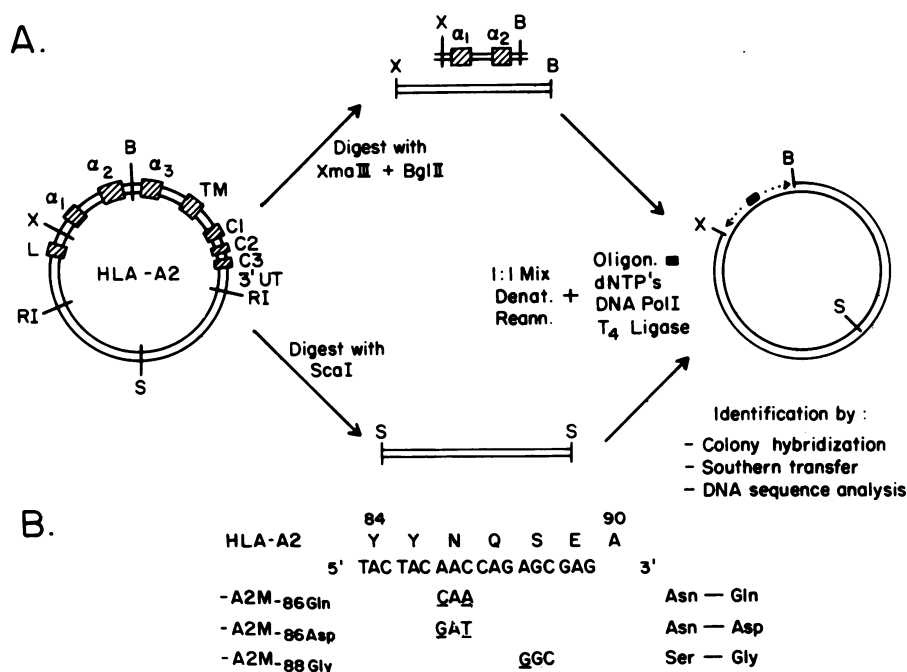 A.
X α1 α2 B
X B
Digest with
XmaIII + BglII
B
α2 α3
α1 TM
X C1
L C2
C3
HLA-A2 3'UT
RI RI
S
Digest with
ScaI
S S
1:1 Mix
Denat. +
Reann.
Oligon.
dNTP's
DNA PolI
T4 Ligase
B
X
S
Identification by :
- Colony hybridization
- Southern transfer
- DNA sequence analysis
B.
84 90
HLA-A2 Y Y N Q S E A
5' TAC TAC AAC CAG AGC GAG 3'
-A2M-86Gln CAA Asn — Gln
-A2M-86Asp GAT Asn — Asp
-A2M-88Gly GGC Ser — Gly